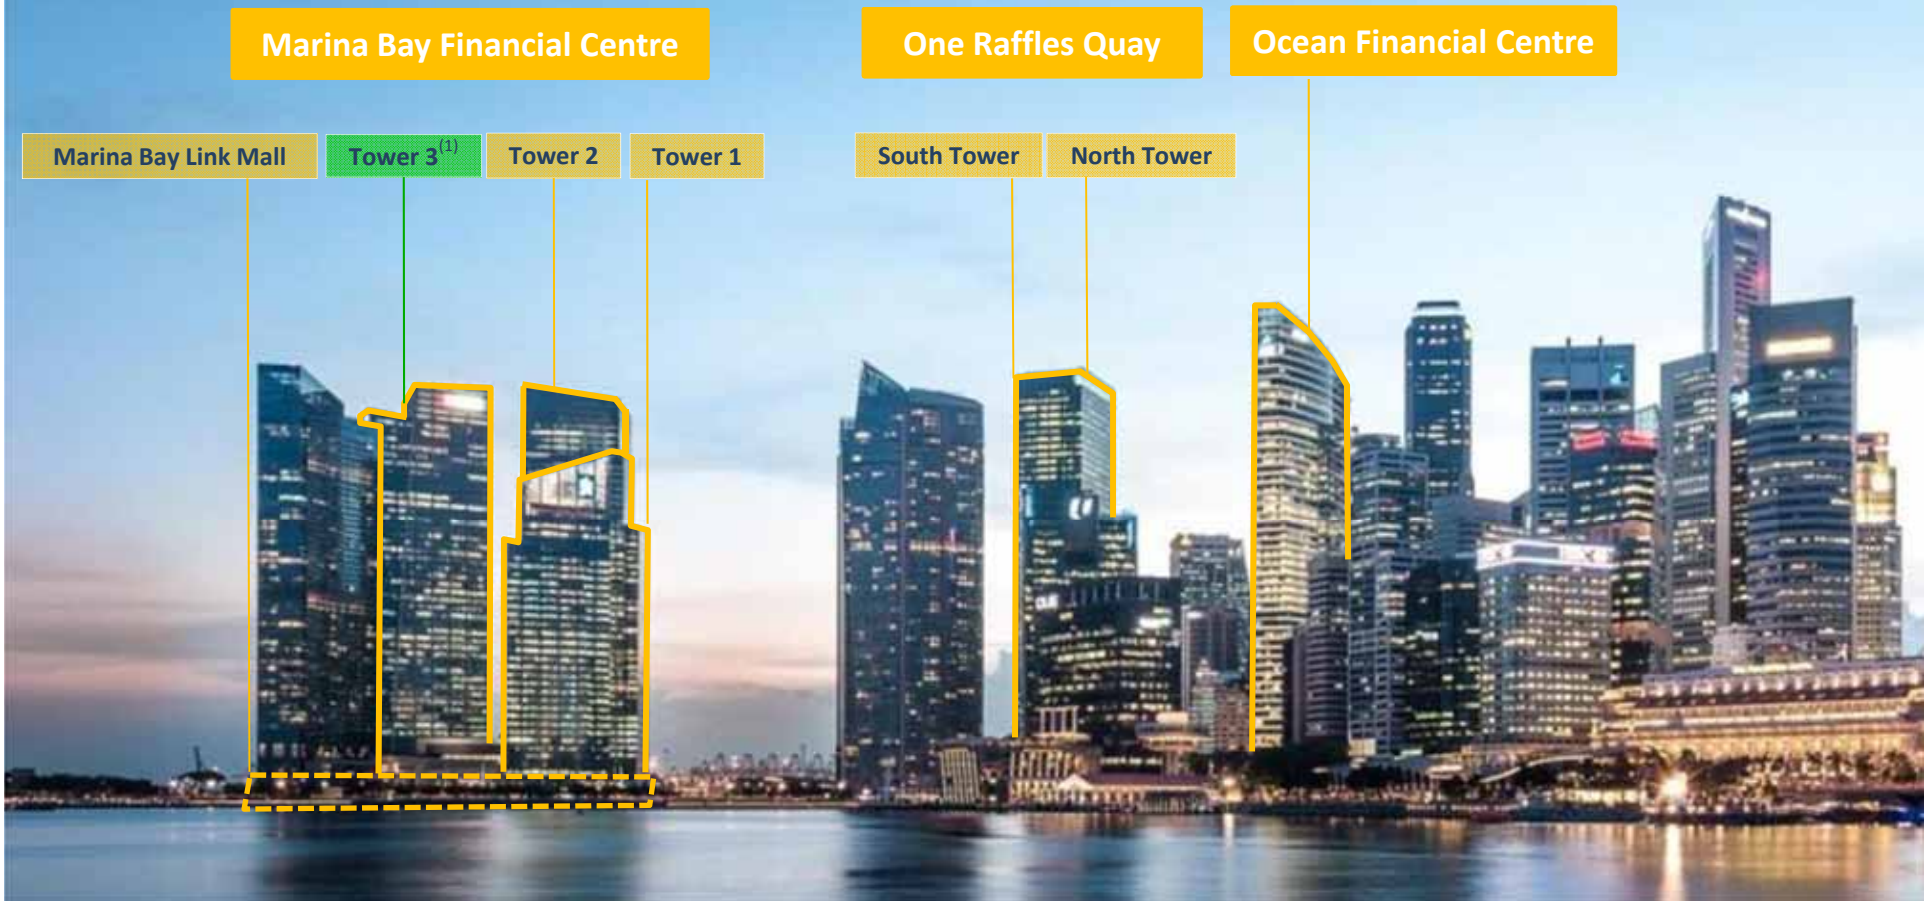 Marina Bay Financial Centre
One Raffles Quay
Ocean Financial Centre
Marina Bay Link Mall
Tower 3(1)
Tower 2
Tower 1
South Tower
North Tower